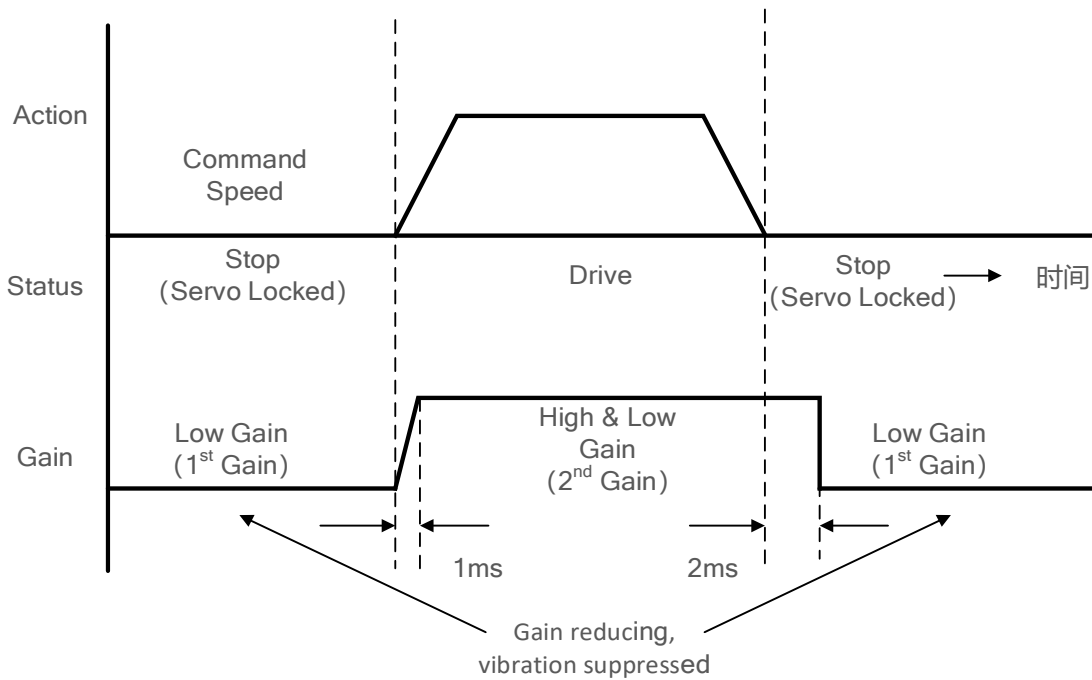 Action
Command
Speed
Status
Stop
(Servo Locked)
Drive
Stop
(Servo Locked)
时间
Gain
Low Gain
(1st Gain)
High & Low
Gain
(2nd Gain)
Low Gain
(1st Gain)
1ms
2ms
Gain reducing,
vibration suppressed